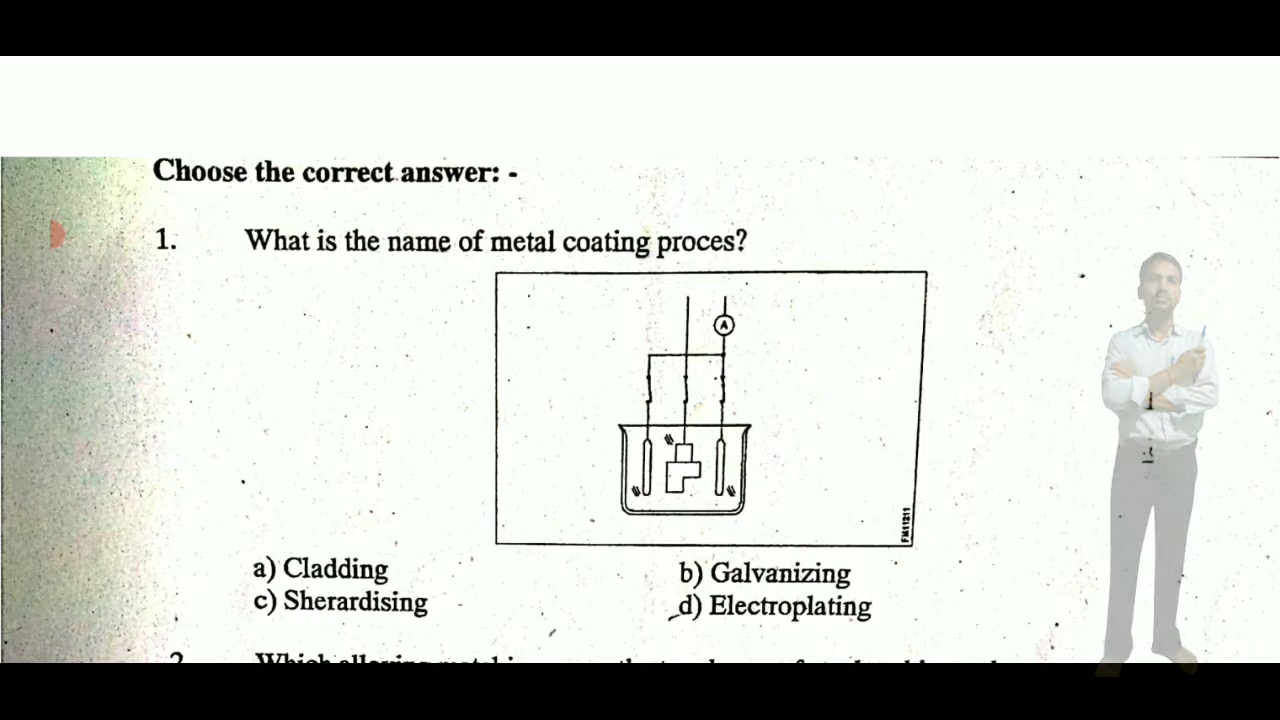 Choose the correct answer: -
1. What is the name of metal coating proces?
A
FM11211
a) Cladding b) Galvanizing
c) Sherardising d) Electroplating